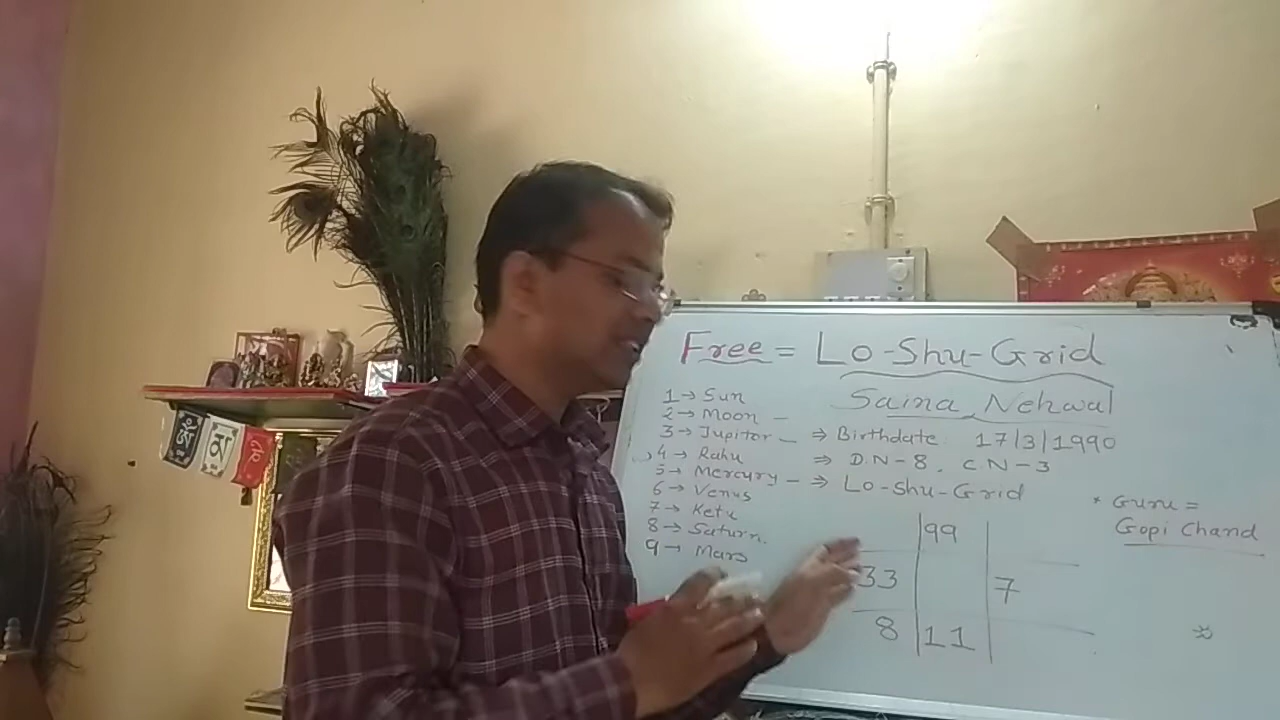 Free = Lo-Shu-Grid
Saina Nehwal
1→ Sun
2→ Moon –
3→ Jupitor –
4→ Rahu
5→ Mercury –
6→ Venus
7→ Ketu
8→ Saturn.
9→ Mars
⇒ Birthdate: 17/3/1990
⇒ D.N-8, C.N-3
⇒ Lo-Shu-Grid
99
33 7
8 11
* Guru =
Gopi Chand
ॐ
म